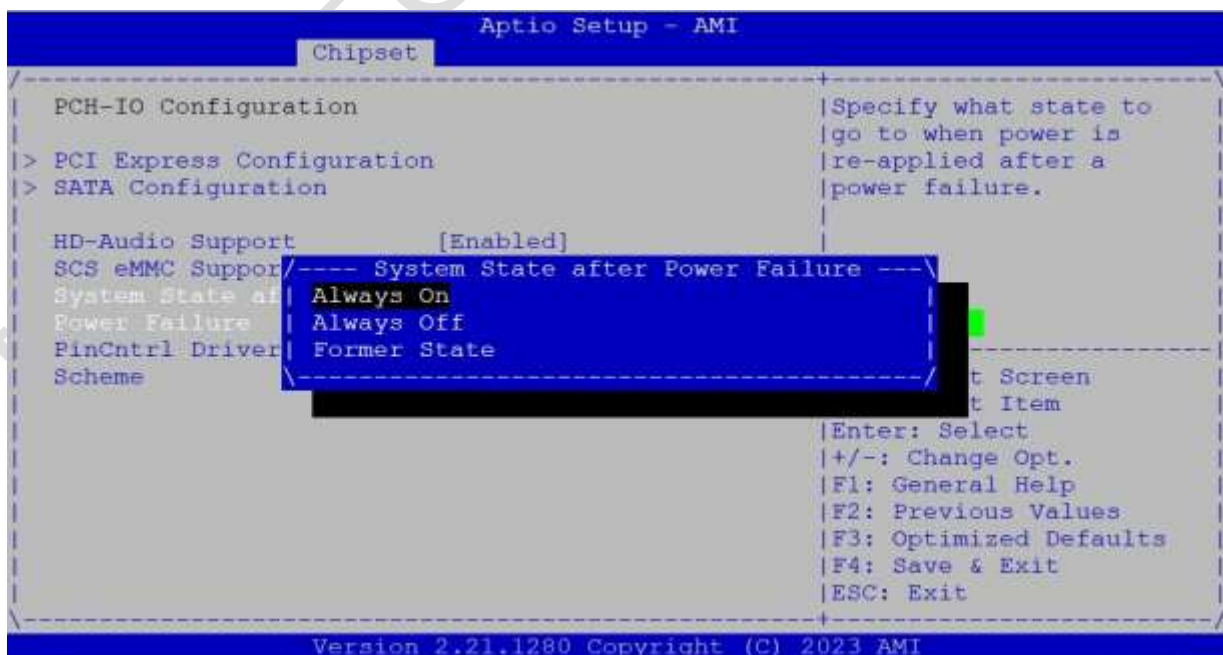 Aptio Setup - AMI
Chipset
PCH-IO Configuration
> PCI Express Configuration
> SATA Configuration
HD-Audio Support [Enabled]
SCS eMMC Suppor
System State af
Power Failure
PinCntrl Driver
Scheme
System State after Power Failure
Always On
Always Off
Former State
Specify what state to
go to when power is
re-applied after a
power failure.
t Screen
t Item
Enter: Select
+/-: Change Opt.
F1: General Help
F2: Previous Values
F3: Optimized Defaults
F4: Save & Exit
ESC: Exit
Version 2.21.1280 Copyright (C) 2023 AMI